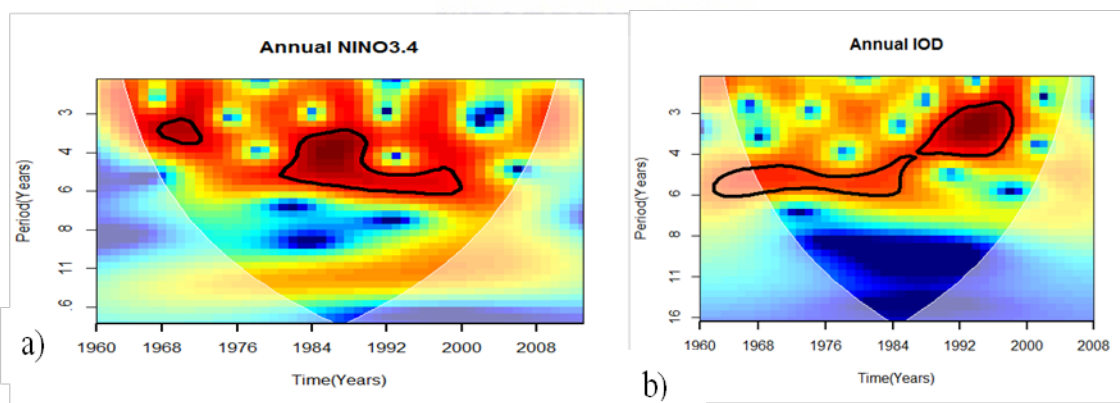 Annual NINO3.4
Period(Years)
3
4
6
8
11
.6
1960 1968 1976 1984 1992 2000 2008
Time(Years)
a)
Annual IOD
Period(Years)
3
4
6
8
11
16
1960 1968 1976 1984 1992 2000 2008
Time(Years)
b)